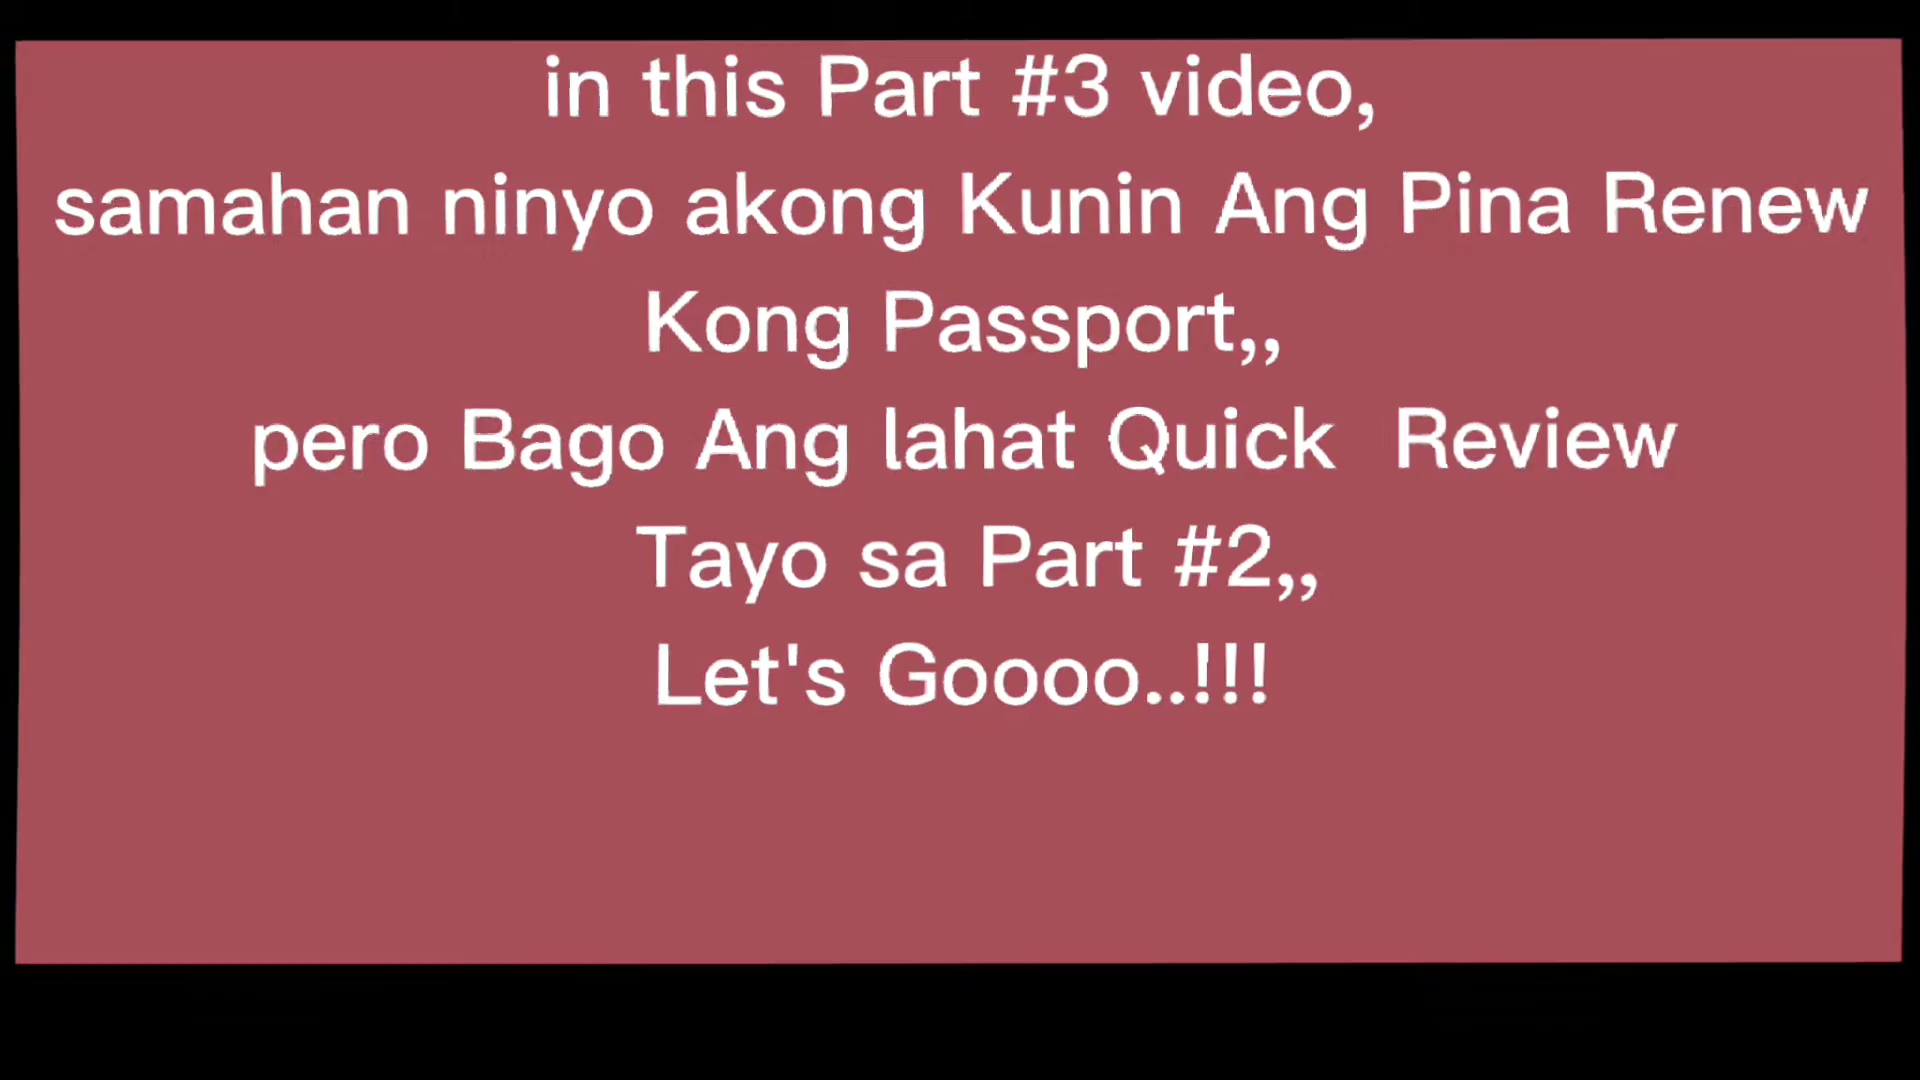 in this Part #3 video,
samahan ninyo akong Kunin Ang Pina Renew
Kong Passport,,
pero Bago Ang lahat Quick  Review
Tayo sa Part #2,,
Let's Goooo..!!!